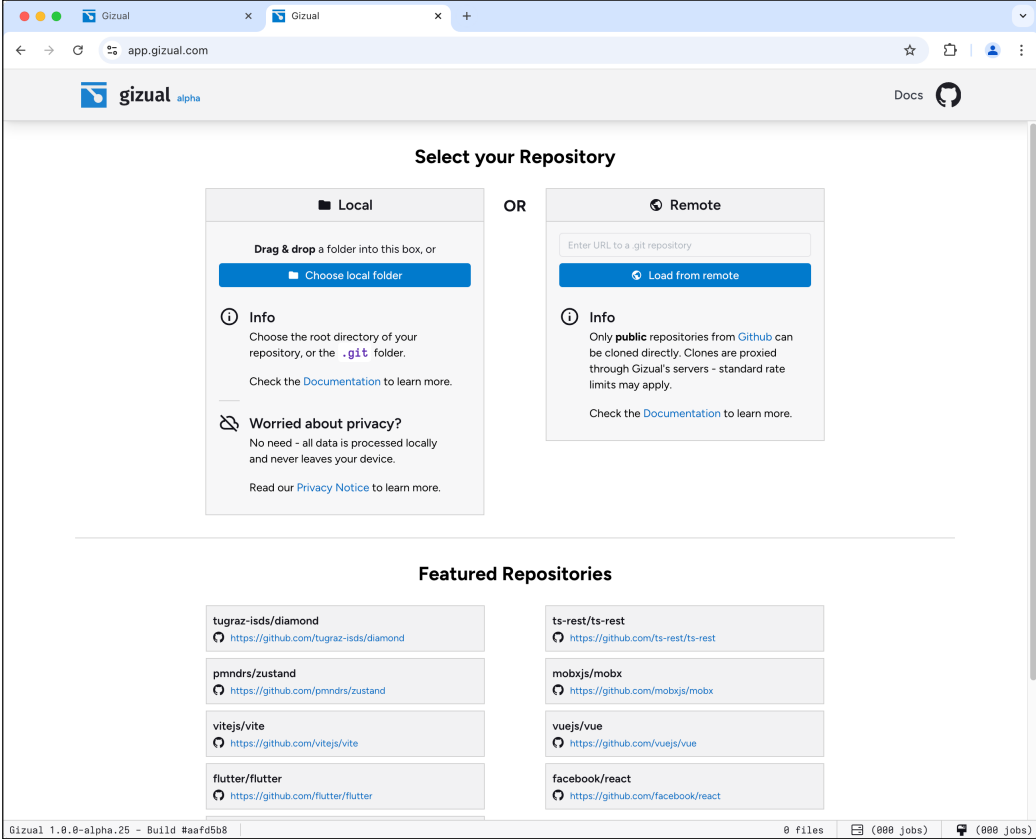 Gizual
Gizual
app.gizual.com
gizual alpha
Docs
Select your Repository
Local
OR
Remote
Drag & drop a folder into this box, or
Choose local folder
Info
Choose the root directory of your
repository, or the .git folder.
Check the Documentation to learn more.
Worried about privacy?
No need - all data is processed locally
and never leaves your device.
Read our Privacy Notice to learn more.
Enter URL to a .git repository
Load from remote
Info
Only public repositories from Github can
be cloned directly. Clones are proxied
through Gizual's servers - standard rate
limits may apply.
Check the Documentation to learn more.
Featured Repositories
tugraz-isds/diamond
https://github.com/tugraz-isds/diamond
ts-rest/ts-rest
https://github.com/ts-rest/ts-rest
pmndrs/zustand
https://github.com/pmndrs/zustand
mobxjs/mobx
https://github.com/mobxjs/mobx
vitejs/vite
https://github.com/vitejs/vite
vuejs/vue
https://github.com/vuejs/vue
flutter/flutter
https://github.com/flutter/flutter
facebook/react
https://github.com/facebook/react
Gizual 1.0.0-alpha.25 - Build #aafd5b8
0 files
(000 jobs)
(000 jobs)